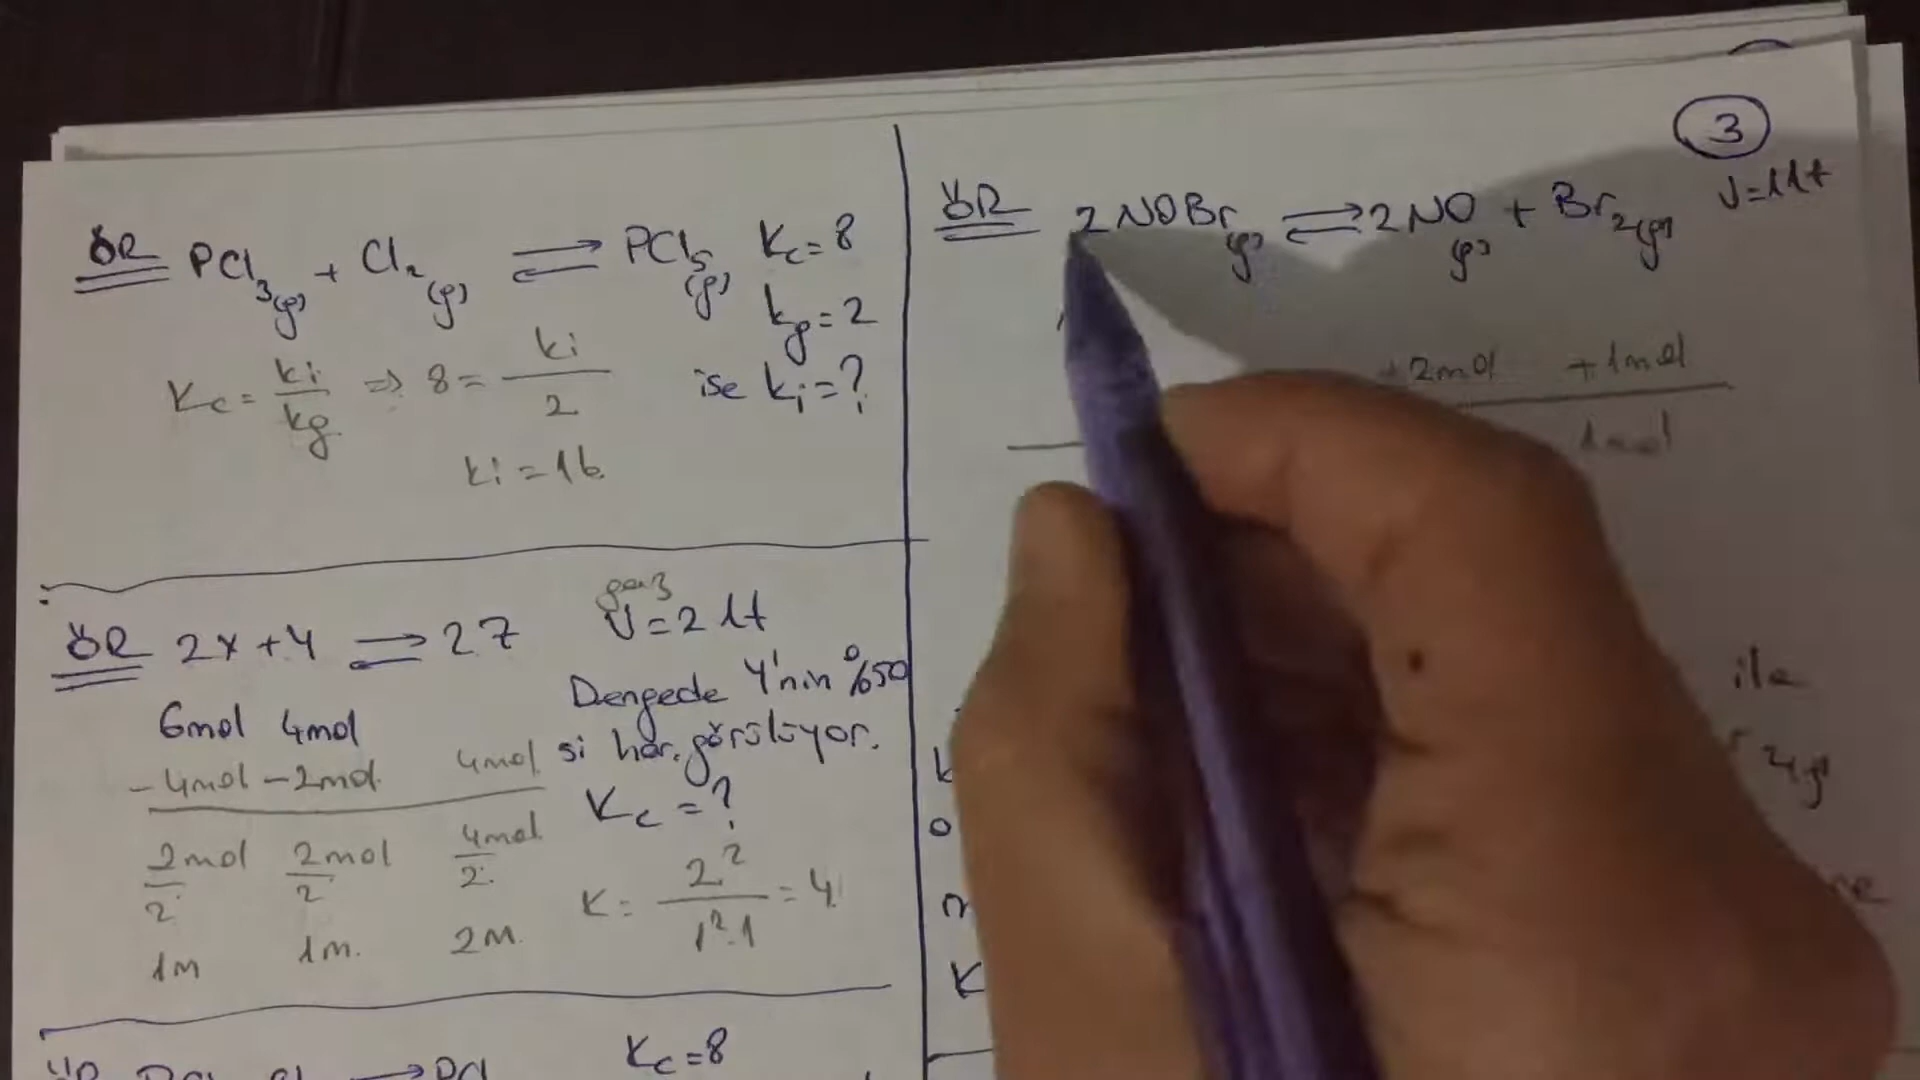 ÖR PCl3(g) + Cl2(g) ⇌ PCl5(g) Kc=8
kg=2
ise ki=?
Kc = ki/kg ⇒ 8 = ki/2
ki = 16
ÖR 2X + Y ⇌ 2Z V=2 lt
Dengede Y'nin %50
si har. görülüyor.
Kc = ?
6mol 4mol
-4mol -2mol 4mol
2mol/2 2mol/2 4mol/2
1M 1M. 2M.
K = 2²/1².1 = 4
Kc=8
3
ÖR 2NOBr(g) ⇌ 2NO(g) + Br2(g) V=1lt
+2mol +1mol
1mol
ile
K